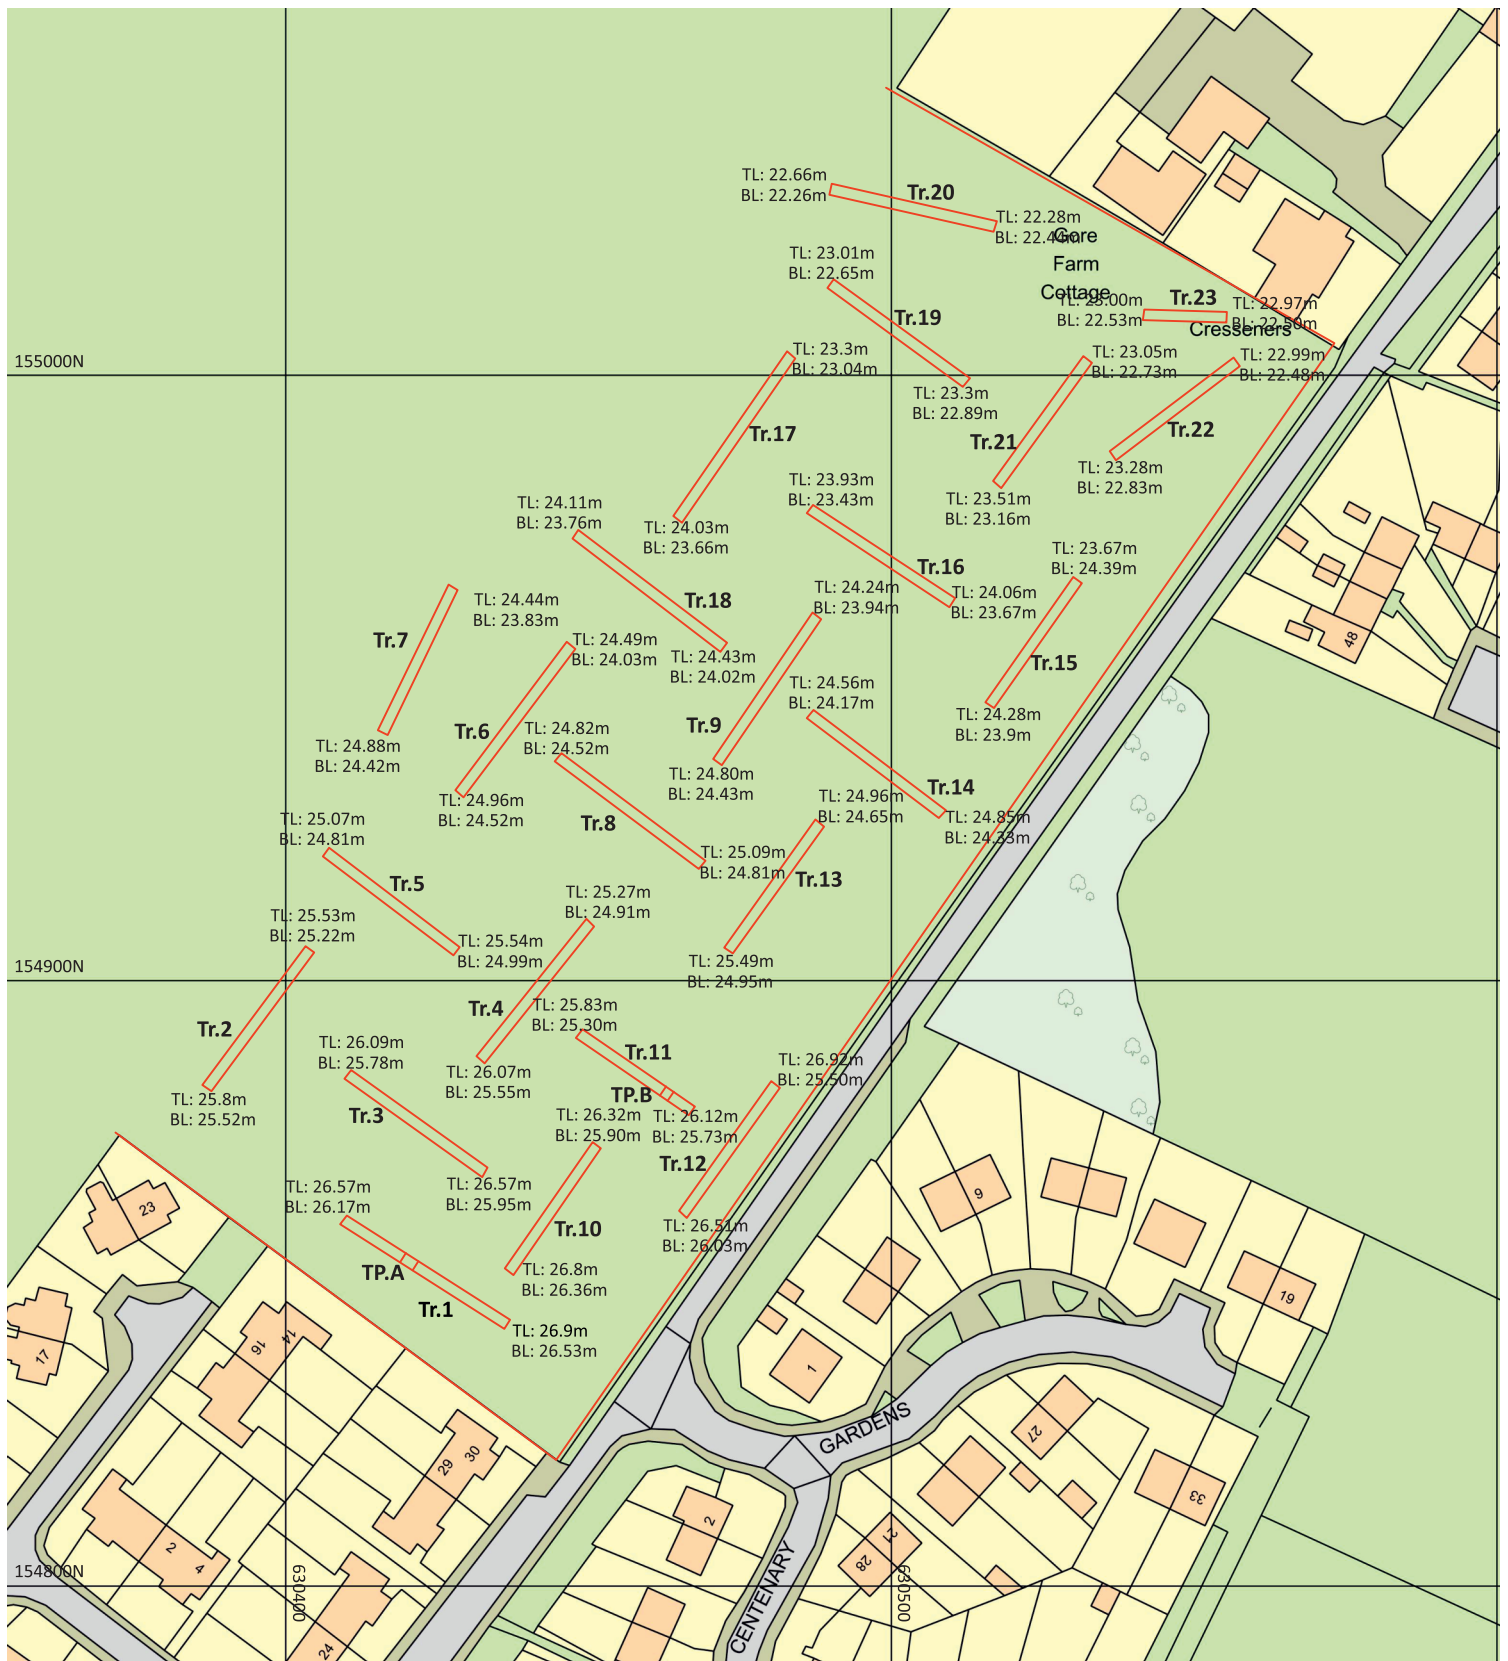 TL: 22.66m
BL: 22.26m
Tr.20
TL: 22.28m
BL: 22.44m
Gore
Farm
Cottage
TL: 23.01m
BL: 22.65m
Tr.19
TL: 23.00m
BL: 22.53m
Tr.23
TL: 22.97m
BL: 22.50m
Cresseners
155000N
TL: 23.3m
BL: 23.04m
TL: 23.3m
BL: 22.89m
TL: 23.05m
BL: 22.73m
TL: 22.99m
BL: 22.48m
Tr.17
Tr.21
Tr.22
TL: 23.28m
BL: 22.83m
TL: 23.93m
BL: 23.43m
TL: 23.51m
BL: 23.16m
TL: 24.11m
BL: 23.76m
TL: 24.03m
BL: 23.66m
Tr.16
TL: 23.67m
BL: 24.39m
TL: 24.44m
BL: 23.83m
Tr.18
TL: 24.24m
BL: 23.94m
TL: 24.06m
BL: 23.67m
Tr.7
TL: 24.49m
BL: 24.03m
TL: 24.43m
BL: 24.02m
Tr.15
48
TL: 24.56m
BL: 24.17m
TL: 24.28m
BL: 23.9m
Tr.6
TL: 24.82m
BL: 24.52m
Tr.9
TL: 24.88m
BL: 24.42m
TL: 24.80m
BL: 24.43m
Tr.14
TL: 24.96m
BL: 24.52m
TL: 24.96m
BL: 24.65m
TL: 24.85m
BL: 24.33m
TL: 25.07m
BL: 24.81m
Tr.8
TL: 25.09m
BL: 24.81m
Tr.13
Tr.5
TL: 25.27m
BL: 24.91m
TL: 25.53m
BL: 25.22m
TL: 25.54m
BL: 24.99m
154900N
TL: 25.49m
BL: 24.95m
Tr.4
TL: 25.83m
BL: 25.30m
Tr.2
TL: 26.09m
BL: 25.78m
Tr.11
TL: 26.92m
BL: 25.50m
TL: 26.07m
BL: 25.55m
TP.B
TL: 25.8m
BL: 25.52m
Tr.3
TL: 26.32m
BL: 25.90m
TL: 26.12m
BL: 25.73m
Tr.12
TL: 26.57m
BL: 26.17m
TL: 26.57m
BL: 25.95m
9
23
Tr.10
TL: 26.51m
BL: 26.03m
TP.A
TL: 26.8m
BL: 26.36m
Tr.1
19
TL: 26.9m
BL: 26.53m
14
16
17
1
GARDENS
27
30
29
33
2
21
28
2
4
154800N
630400
630500
CENTENARY
24